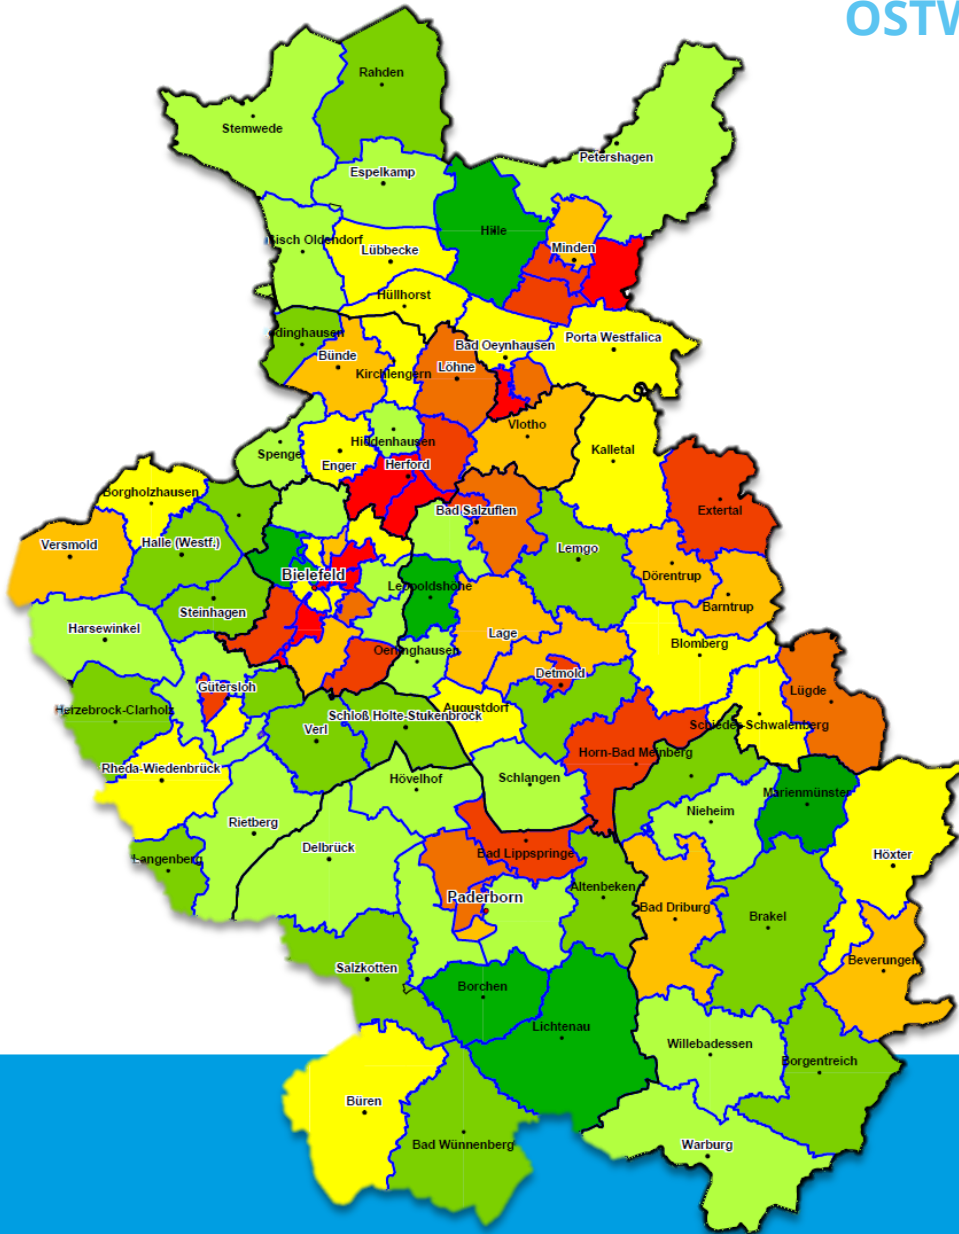 OSTW
Rahden
Stemwede
Petershagen
Espelkamp
Hille
isch Oldendorf
Minden
Lübbecke
Hüllhorst
dinghausen
Porta Westfalica
Bad Oeynhausen
Bünde
Löhne
Kirchlengern
Vlotho
Hiddenhausen
Kalletal
Spenge
Enger
Herford
Borgholzhausen
Bad Salzuflen
Extertal
Versmold
Halle (Westf.)
Lemgo
Bielefeld
Dörentrup
Leopoldshöhe
Barntrup
Steinhagen
Harsewinkel
Lage
Blomberg
Oerlinghausen
Detmold
Gütersloh
Lügde
Herzebrock-Clarholz
Augustdorf
Schloß Holte-Stukenbrock
Schieder-Schwalenberg
Verl
Horn-Bad Meinberg
Rheda-Wiedenbrück
Hövelhof
Schlangen
Marienmünster
Nieheim
Rietberg
Delbrück
Bad Lippspringe
Höxter
Langenberg
Altenbeken
Paderborn
Bad Driburg
Brakel
Beverungen
Salzkotten
Borchen
Lichtenau
Willebadessen
Borgentreich
Büren
Bad Wünnenberg
Warburg